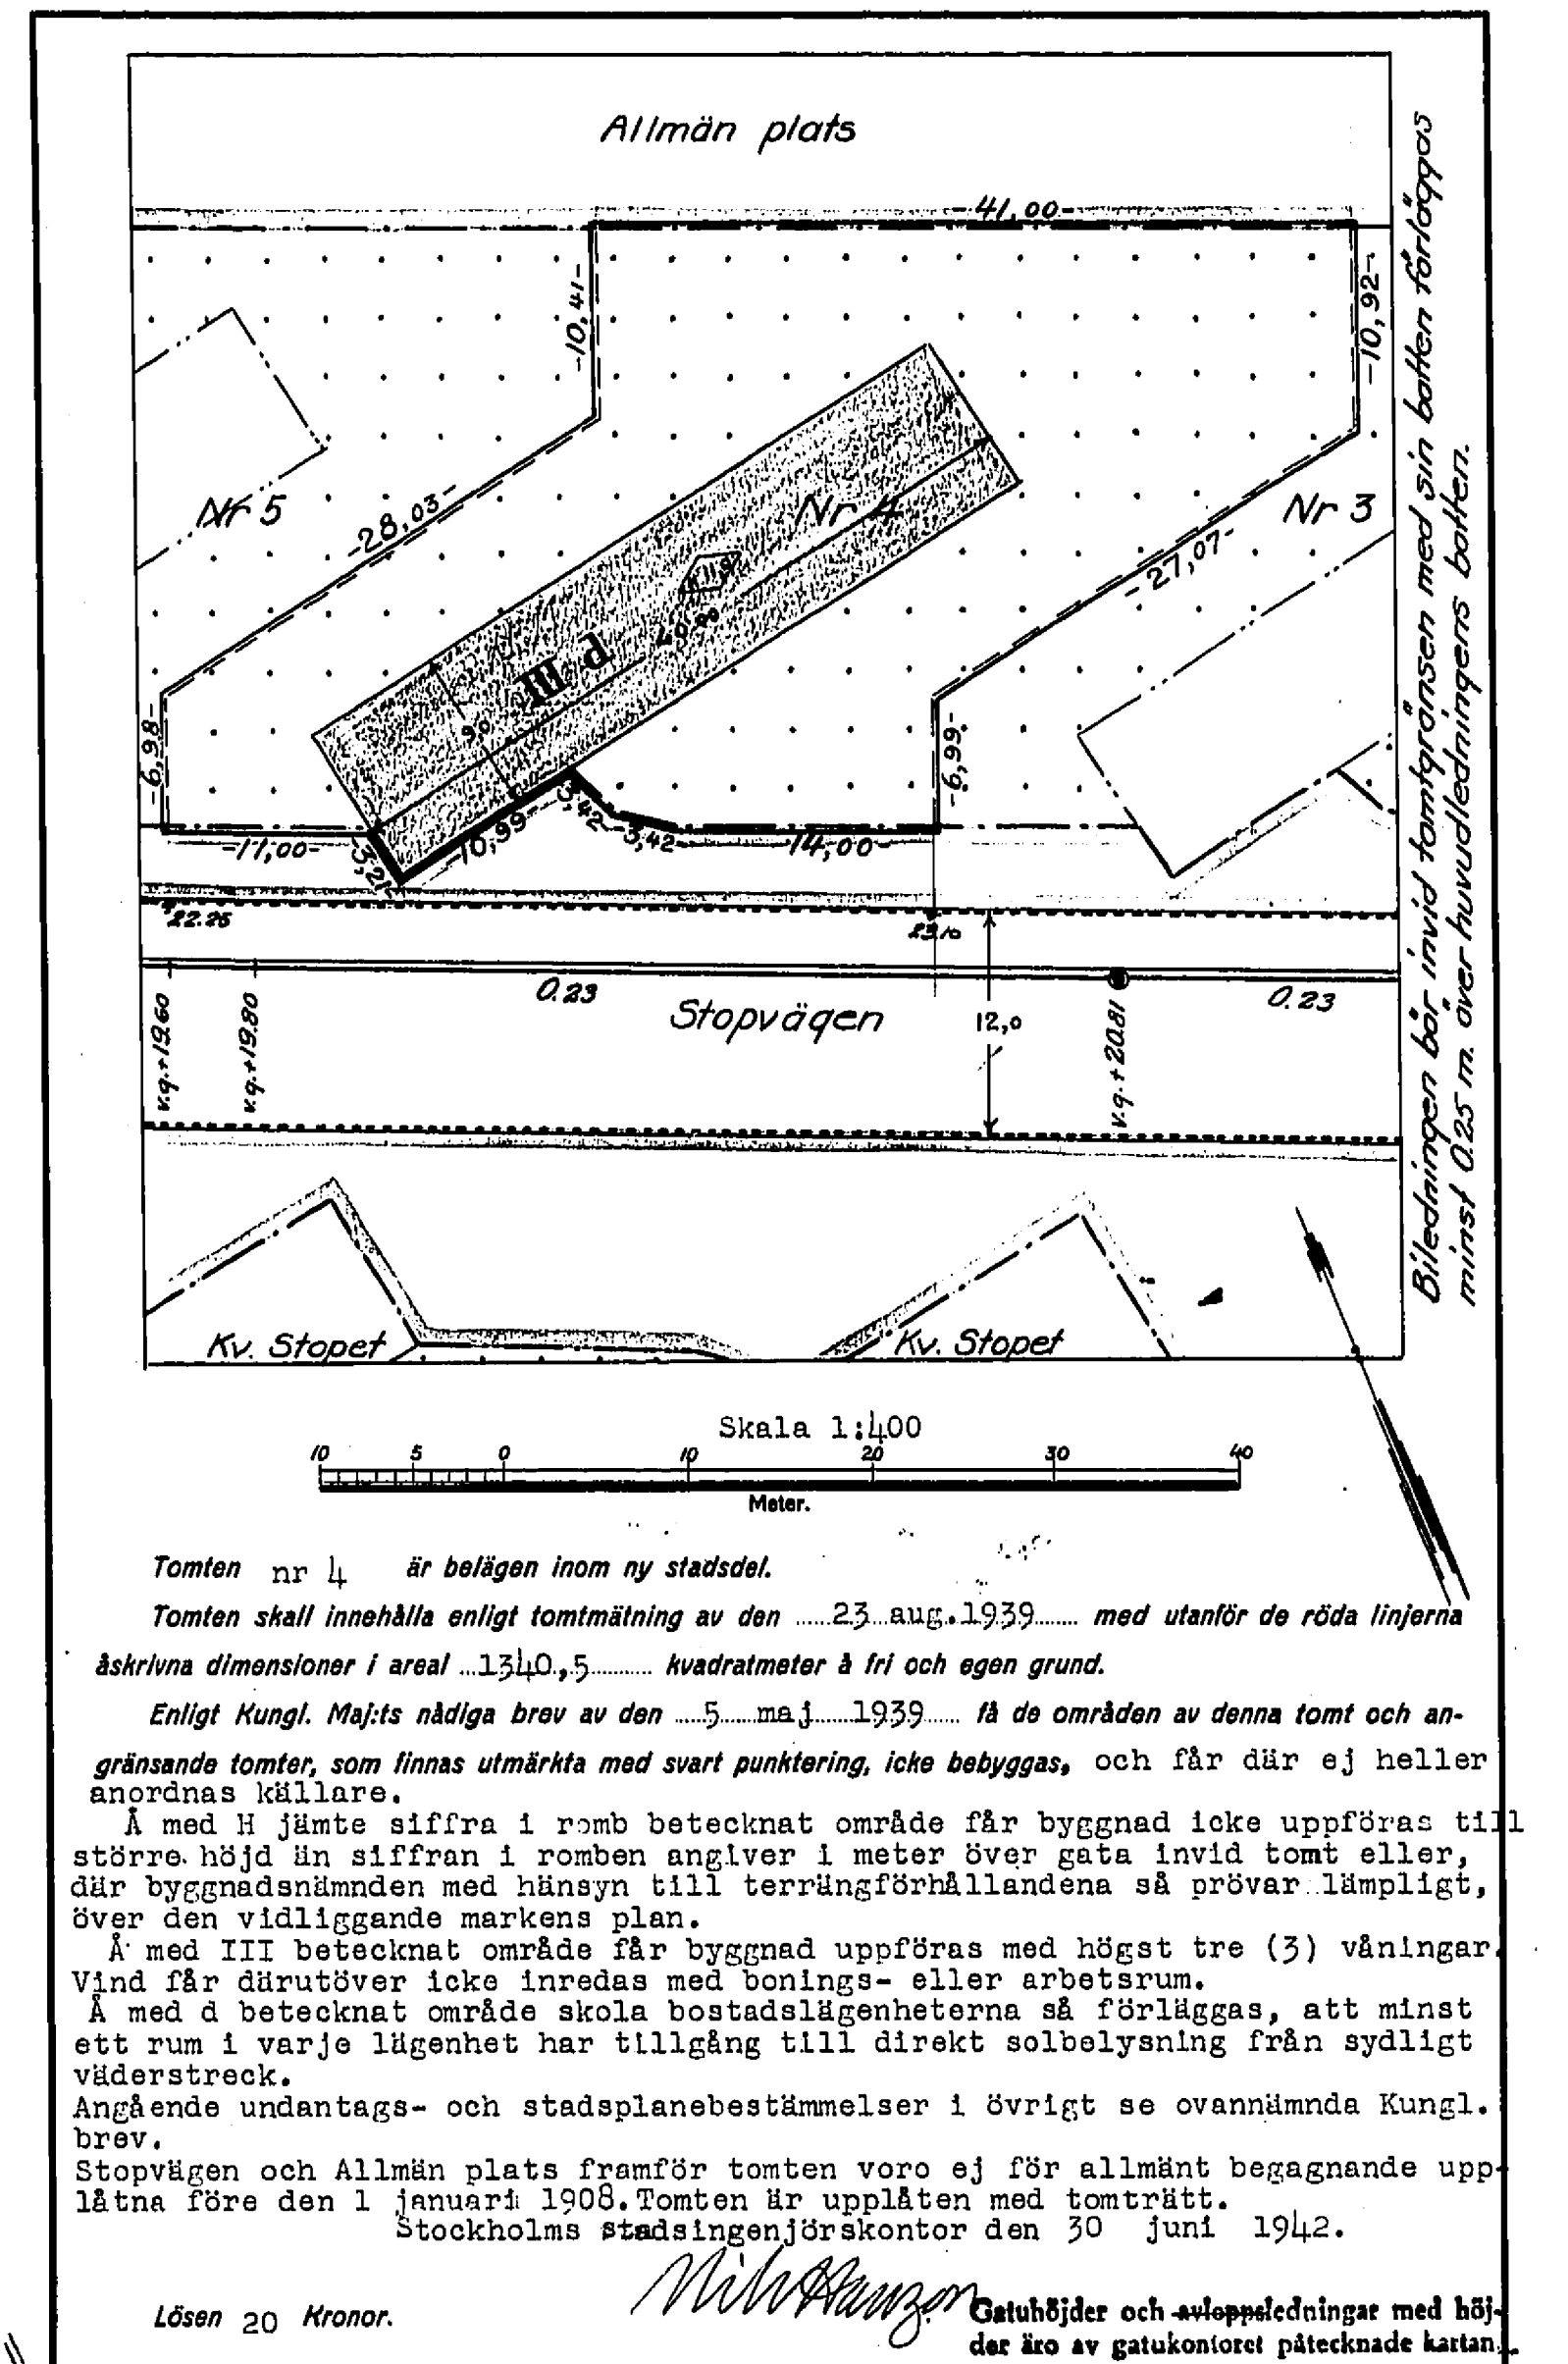 Allmän plats
-41,00-
-10,41-
-10,92-
Nr 5
-28,03-
Nr 4
Nr 3
-27,07-
40,00
d III
9,0
-6,98-
-6,99-
-11,00-
-3,21-
-10,99-
-3,42-
-3,42-
-14,00-
22.25
23.10
0.23
0.23
Stopvägen
12,0
v.g.+19.60
v.g.+19.80
v.g.+20.81
Kv. Stopet
Kv. Stopet
Biledningen bör invid tomtgränsen med sin botten förläggas
minst 0.25 m. över huvudledningens botten.
Skala 1:400
10 5 0 10 20 30 40
Meter.
Tomten nr 4 är belägen inom ny stadsdel.
Tomten skall innehålla enligt tomtmätning av den 23 aug. 1939 med utanför de röda linjerna
åskrivna dimensioner i areal 1340,5 kvadratmeter å fri och egen grund.
Enligt Kungl. Maj:ts nådiga brev av den 5 maj 1939 få de områden av denna tomt och an-
gränsande tomter, som finnas utmärkta med svart punktering, icke bebyggas, och får där ej heller
anordnas källare.
Å med H jämte siffra i romb betecknat område får byggnad icke uppföras till
större höjd än siffran i romben angiver i meter över gata invid tomt eller,
där byggnadsnämnden med hänsyn till terrängförhållandena så prövar lämpligt,
över den vidliggande markens plan.
Å med III betecknat område får byggnad uppföras med högst tre (3) våningar.
Vind får därutöver icke inredas med bonings- eller arbetsrum.
Å med d betecknat område skola bostadslägenheterna så förläggas, att minst
ett rum i varje lägenhet har tillgång till direkt solbelysning från sydligt
väderstreck.
Angående undantags- och stadsplanebestämmelser i övrigt se ovannämnda Kungl.
brev.
Stopvägen och Allmän plats framför tomten voro ej för allmänt begagnande upp-
låtna före den 1 januari 1908. Tomten är upplåten med tomträtt.
Stockholms stadsingenjörskontor den 30 juni 1942.
Lösen 20 Kronor.
Gatuhöjder och avloppsledningar med höj-
der äro av gatukontoret påtecknade kartan.